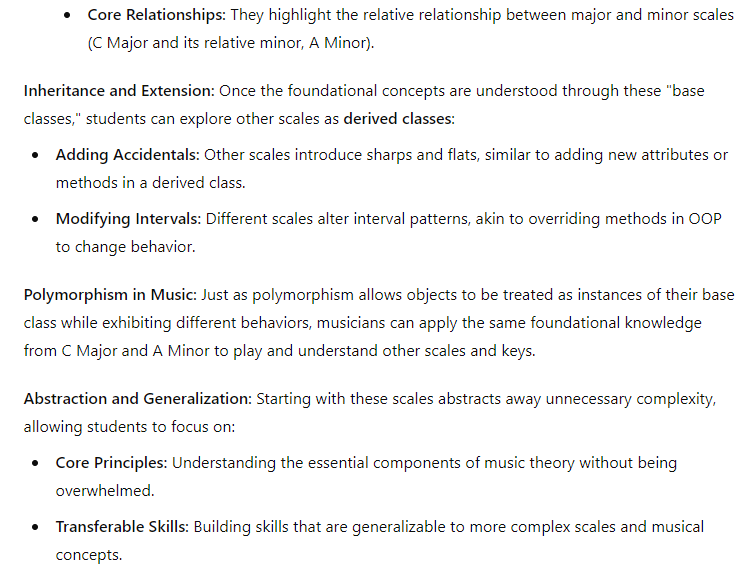 • Core Relationships: They highlight the relative relationship between major and minor scales
(C Major and its relative minor, A Minor).
Inheritance and Extension: Once the foundational concepts are understood through these "base
classes," students can explore other scales as derived classes:
• Adding Accidentals: Other scales introduce sharps and flats, similar to adding new attributes or
methods in a derived class.
• Modifying Intervals: Different scales alter interval patterns, akin to overriding methods in OOP
to change behavior.
Polymorphism in Music: Just as polymorphism allows objects to be treated as instances of their base
class while exhibiting different behaviors, musicians can apply the same foundational knowledge
from C Major and A Minor to play and understand other scales and keys.
Abstraction and Generalization: Starting with these scales abstracts away unnecessary complexity,
allowing students to focus on:
• Core Principles: Understanding the essential components of music theory without being
overwhelmed.
• Transferable Skills: Building skills that are generalizable to more complex scales and musical
concepts.